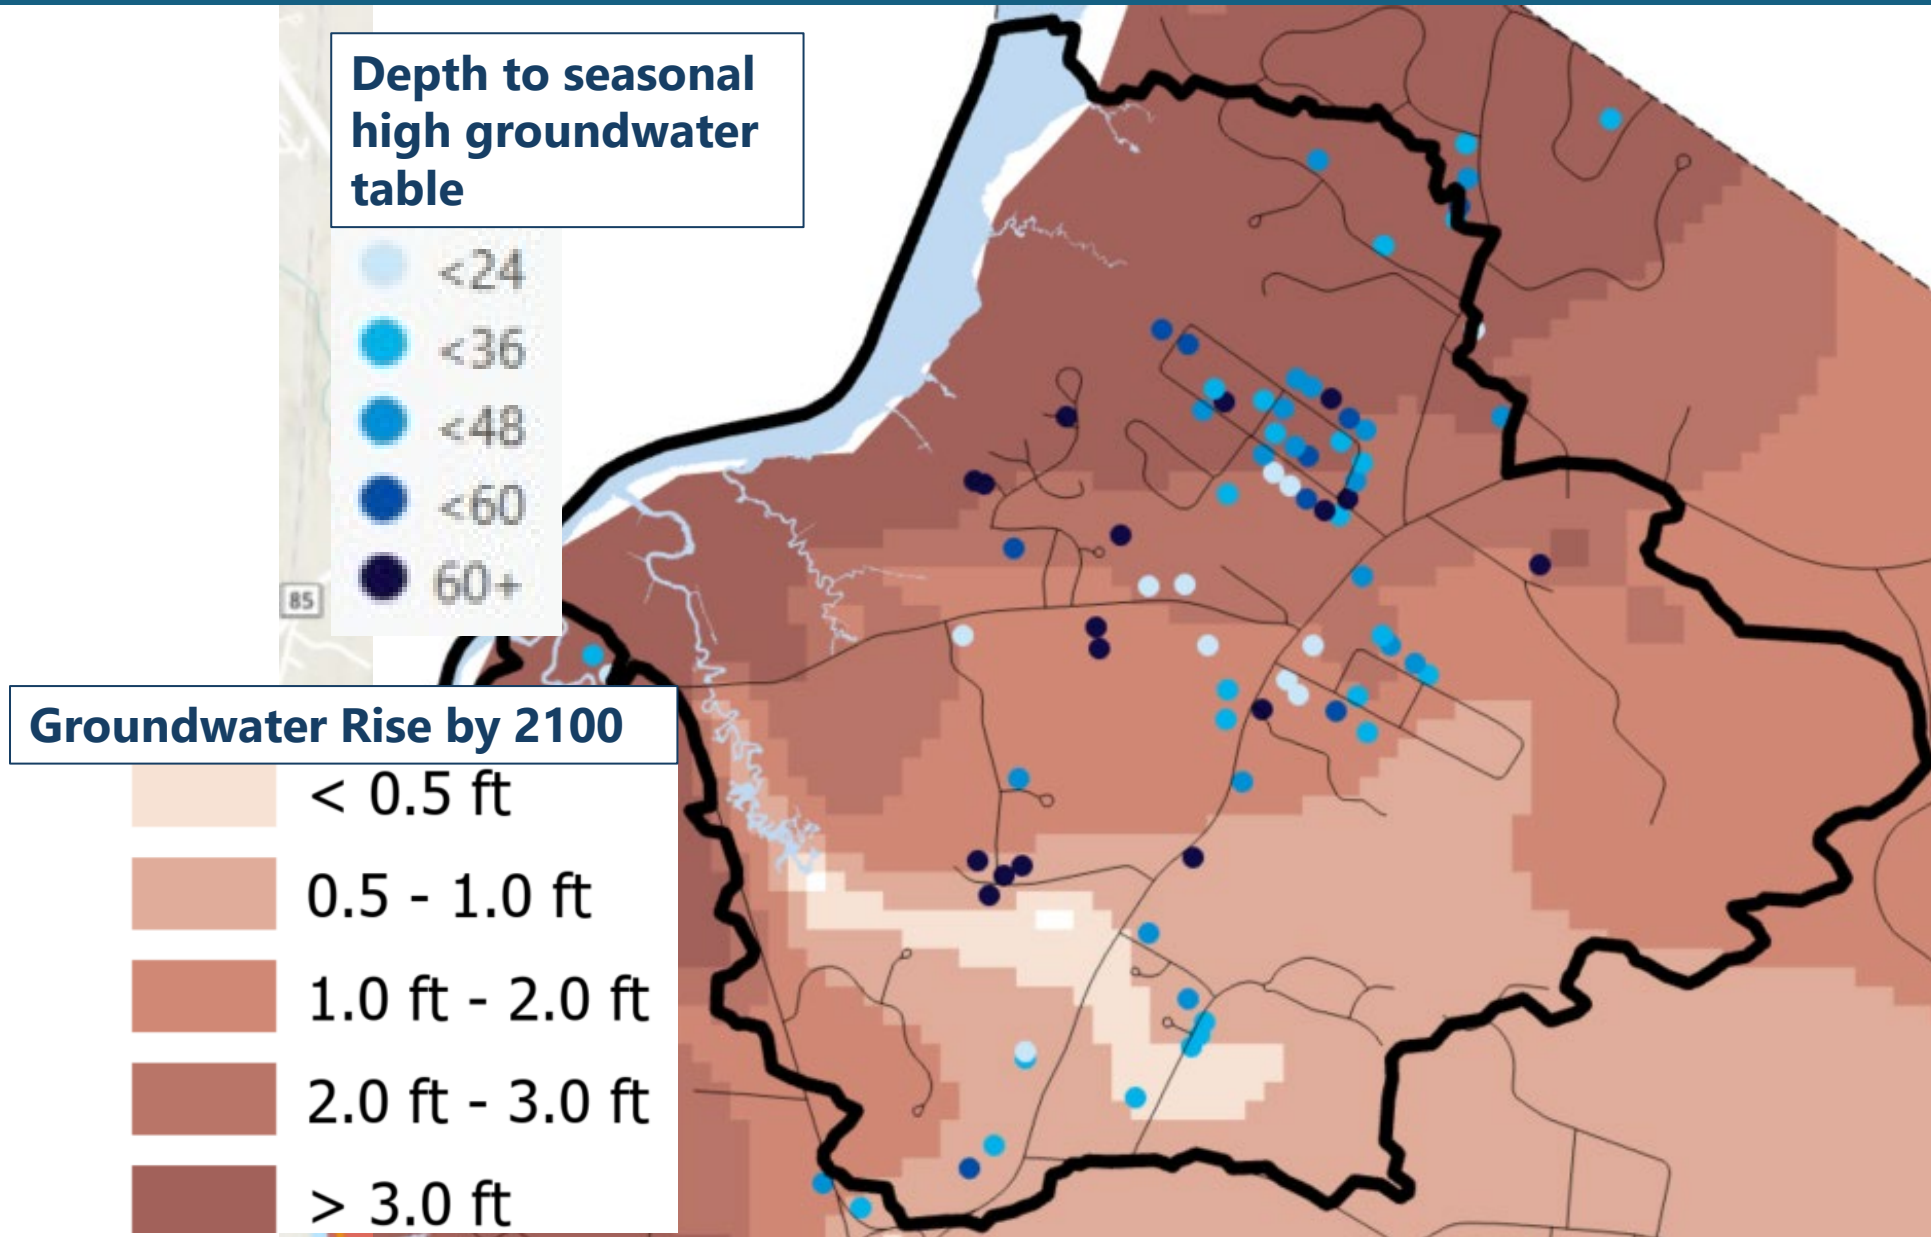 Depth to seasonal
high groundwater
table
<24
<36
<48
<60
60+
85
Groundwater Rise by 2100
< 0.5 ft
0.5 - 1.0 ft
1.0 ft - 2.0 ft
2.0 ft - 3.0 ft
> 3.0 ft